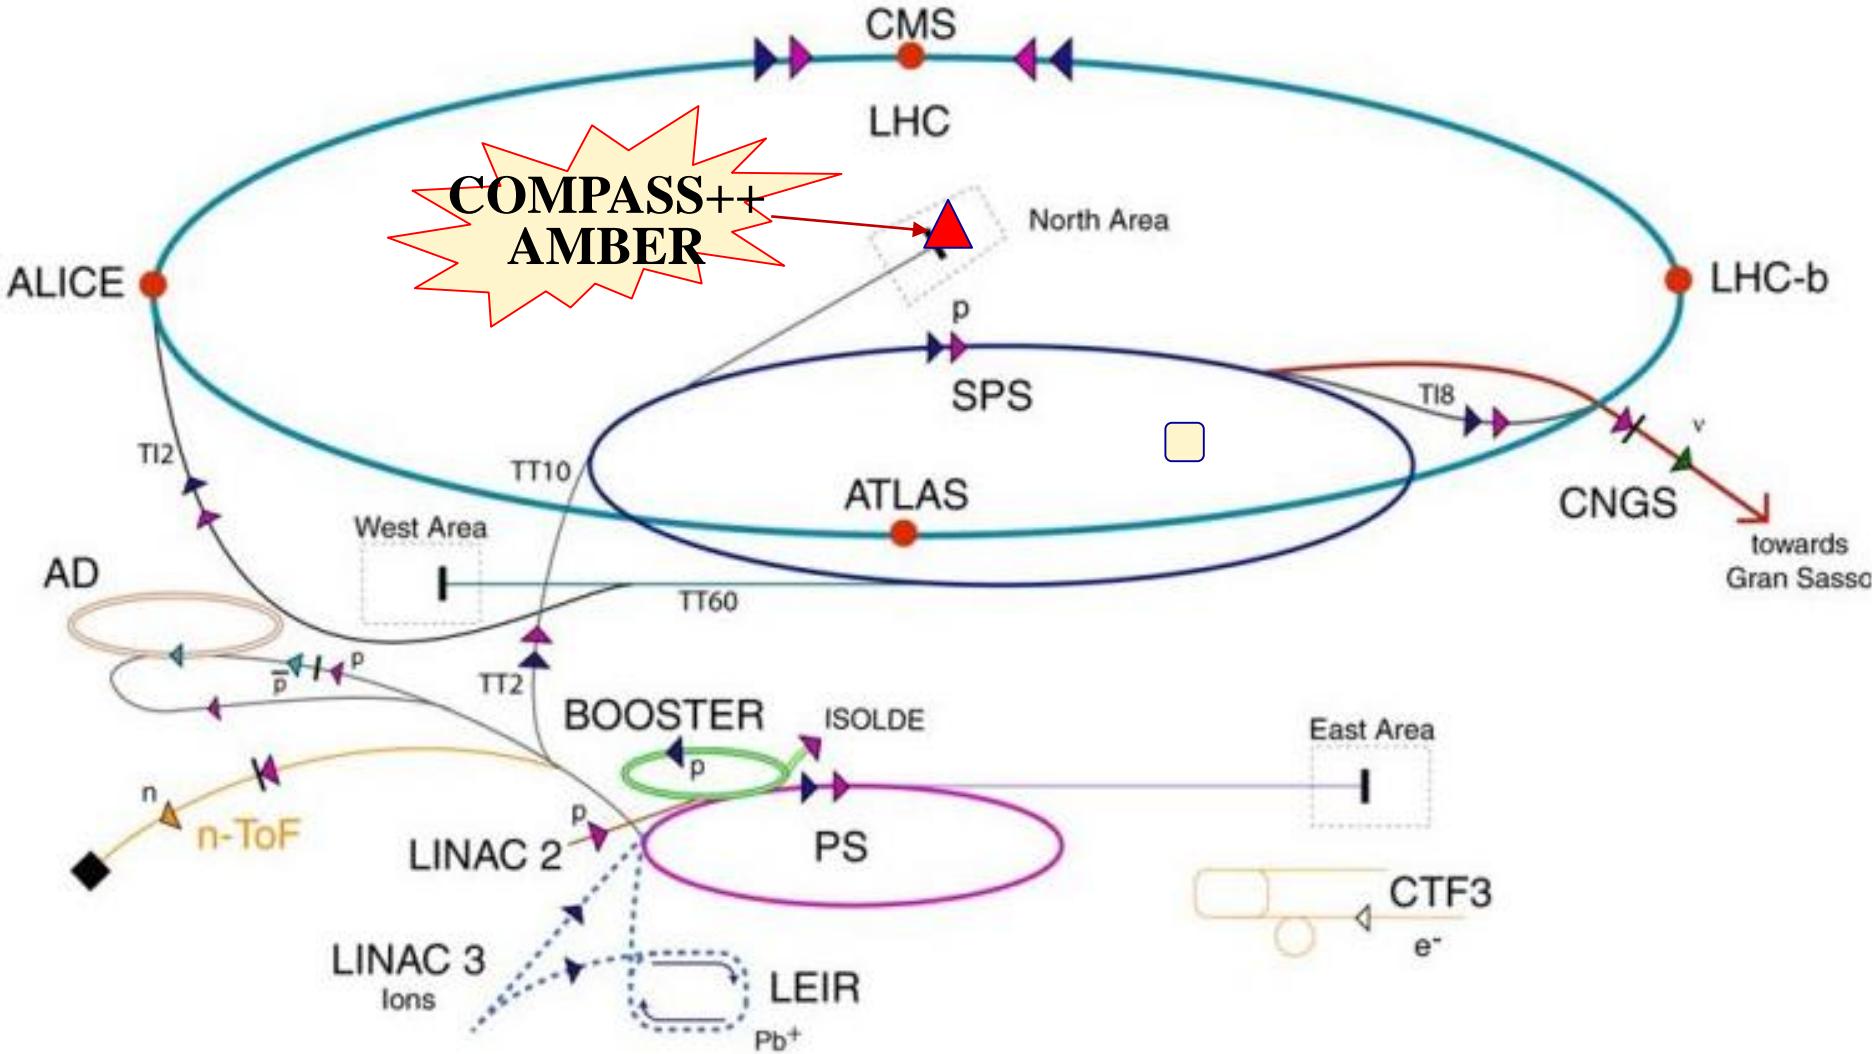 CMS
LHC
COMPASS++
AMBER
North Area
ALICE
LHC-b
p
SPS
TI8
ν
TI2
TT10
ATLAS
CNGS
West Area
towards
Gran Sasso
AD
TT60
p
p̅
TT2
BOOSTER
ISOLDE
East Area
p
n
p
n-ToF
LINAC 2
PS
CTF3
e-
LINAC 3
Ions
LEIR
Pb+